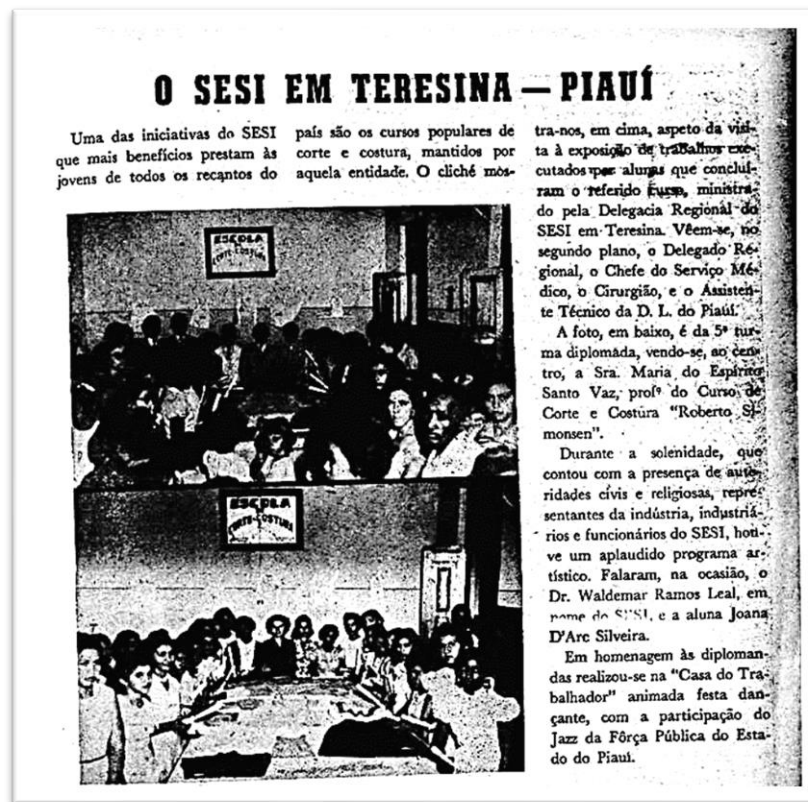 O SESI EM TERESINA — PIAUÍ
Uma das iniciativas do SESI
que mais benefícios prestam às
jovens de todos os recantos do
país são os cursos populares de
corte e costura, mantidos por
aquela entidade. O cliché mos-
tra-nos, em cima, aspeto da visi-
ta à exposição de trabalhos exe-
cutados por alunas que concluí-
ram o referido curso, ministra-
do pela Delegacia Regional do
SESI em Teresina. Vêem-se, no
segundo plano, o Delegado Re-
gional, o Chefe do Serviço Mé-
dico, o Cirurgião, e o Assisten-
te Técnico da D. L. do Piauí.
A foto, em baixo, é da 5ª tur-
ma diplomada, vendo-se, ao cen-
tro, a Sra. Maria do Espírito
Santo Vaz, profª do Curso de
Corte e Costura "Roberto Si-
monsen".
Durante a solenidade, que
contou com a presença de auto-
ridades civis e religiosas, repre-
sentantes da indústria, industriá-
rios e funcionários do SESI, hou-
ve um aplaudido programa ar-
tístico. Falaram, na ocasião, o
Dr. Waldemar Ramos Leal, em
nome do SESI, e a aluna Joana
D'Arc Silveira.
Em homenagem às diploman-
das realizou-se na "Casa do Tra-
balhador" animada festa dan-
çante, com a participação do
Jazz da Fôrça Pública do Esta-
do do Piauí.
ESCOLA
CORTE-COSTURA
ESCOLA
CORTE-COSTURA